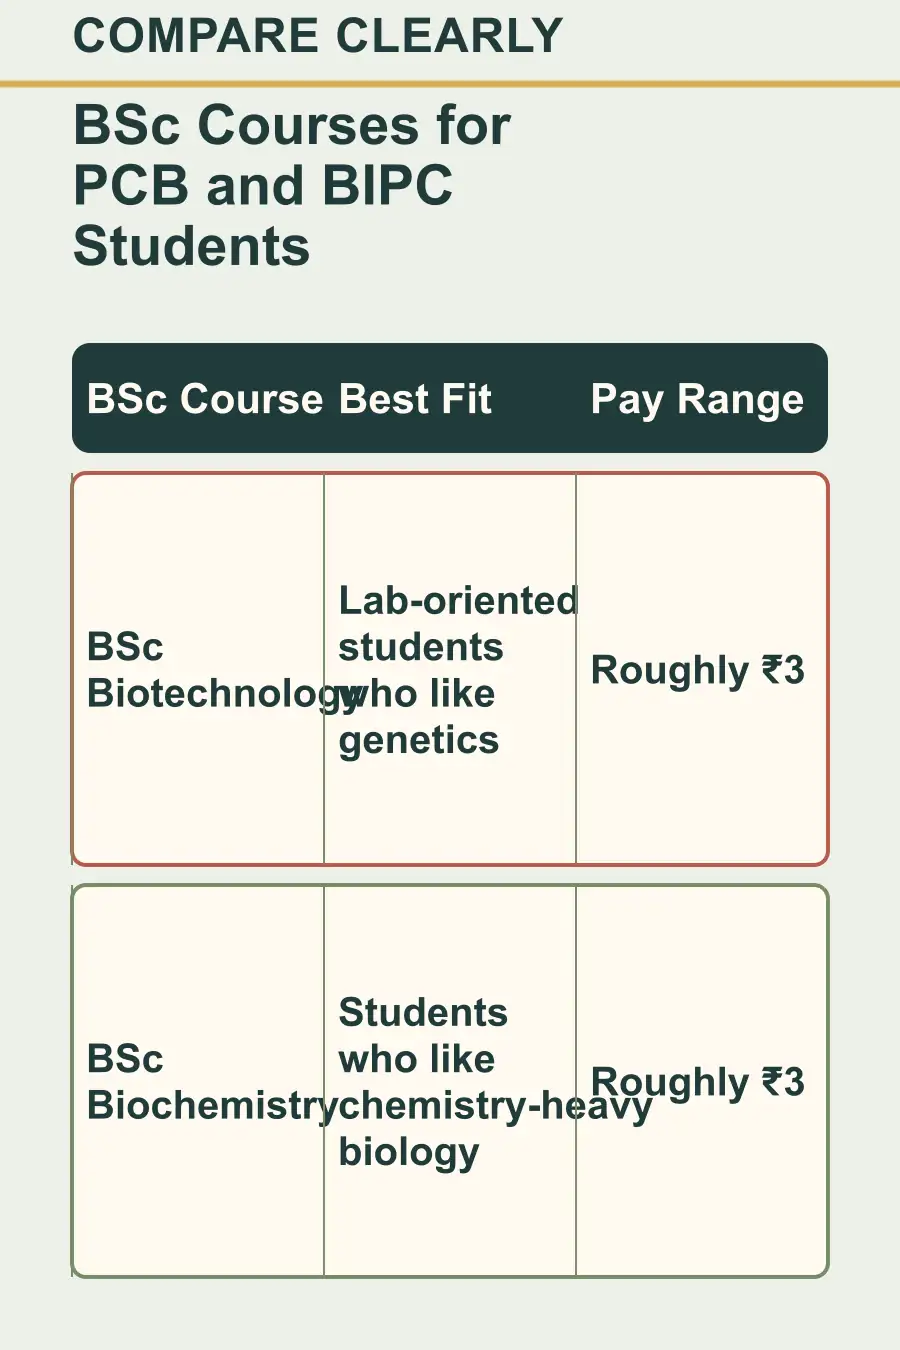 COMPARE CLEARLY
BSc Courses for
PCB and BIPC
Students
BSc Course Best Fit Pay Range
BSc
Biotechnology
Lab-oriented
students
who like
genetics
Roughly ₹3
BSc
Biochemistry
Students
who like
chemistry-heavy
biology
Roughly ₹3